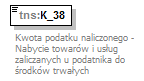 tns:K_38
Kwota podatku naliczonego -
Nabycie towarów i usług
zaliczanych u podatnika do
środków trwałych